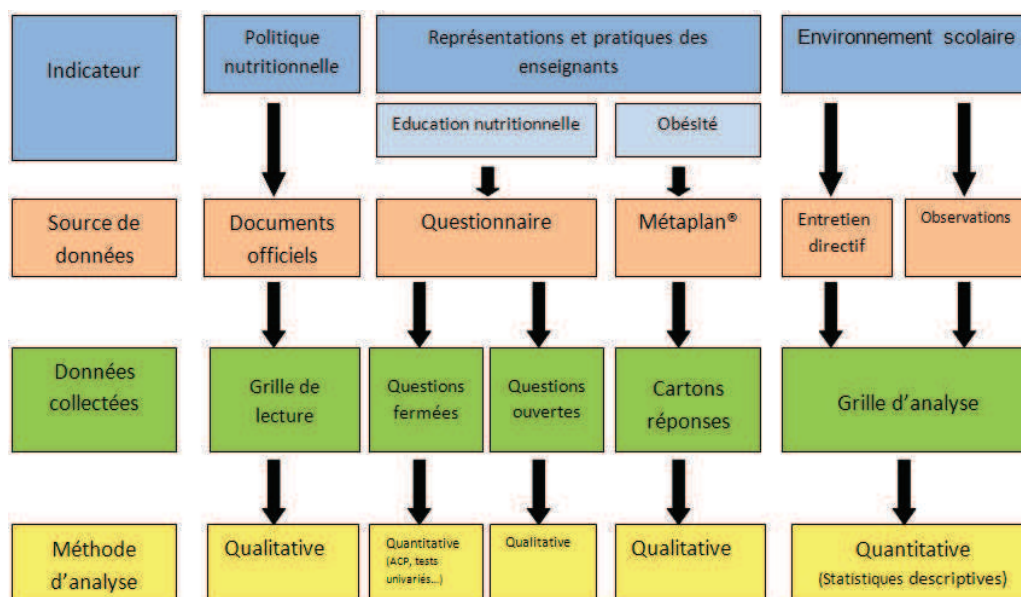 Indicateur
Politique
nutritionnelle
Représentations et pratiques des
enseignants
Environnement scolaire
Education nutritionnelle
Obésité
Source de
données
Documents
officiels
Questionnaire
Métaplan®
Entretien
directif
Observations
Données
collectées
Grille de
lecture
Questions
fermées
Questions
ouvertes
Cartons
réponses
Grille d'analyse
Méthode
d'analyse
Qualitative
Quantitative
(ACP, tests
univariés...)
Qualitative
Qualitative
Quantitative
(Statistiques descriptives)